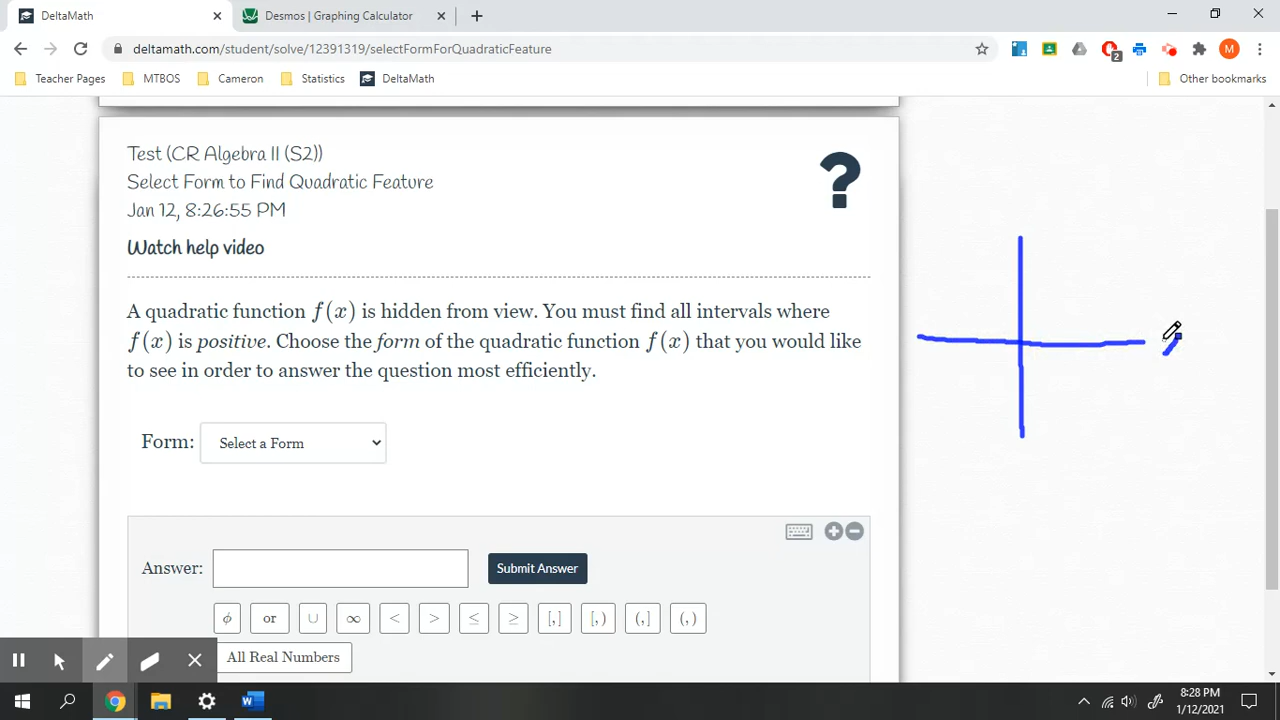 DeltaMath
Desmos | Graphing Calculator
deltamath.com/student/solve/12391319/selectFormForQuadraticFeature
2
M
Teacher Pages
MTBOS
Cameron
Statistics
DeltaMath
Other bookmarks
Test (CR Algebra II (S2))
Select Form to Find Quadratic Feature
Jan 12, 8:26:55 PM
?
Watch help video
A quadratic function f(x) is hidden from view. You must find all intervals where
f(x) is positive. Choose the form of the quadratic function f(x) that you would like
to see in order to answer the question most efficiently.
Form: Select a Form
Answer: Submit Answer
ϕ or ∪ ∞ < > ≤ ≥ [,] [,) (,] (,)
All Real Numbers
W
8:28 PM
1/12/2021